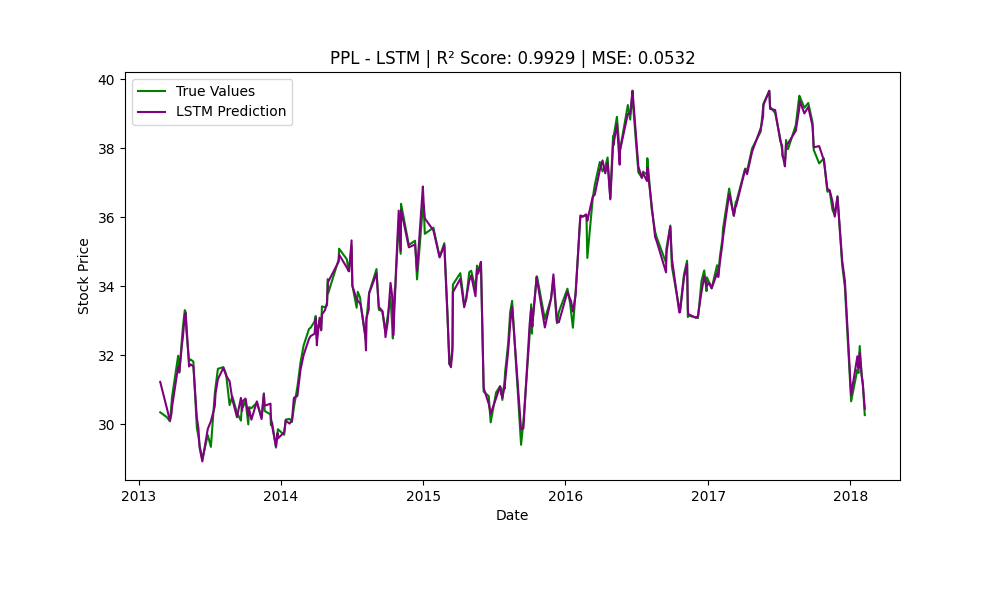 PPL - LSTM | R² Score: 0.9929 | MSE: 0.0532
True Values
LSTM Prediction
Stock Price
40
38
36
34
32
30
2013 2014 2015 2016 2017 2018
Date